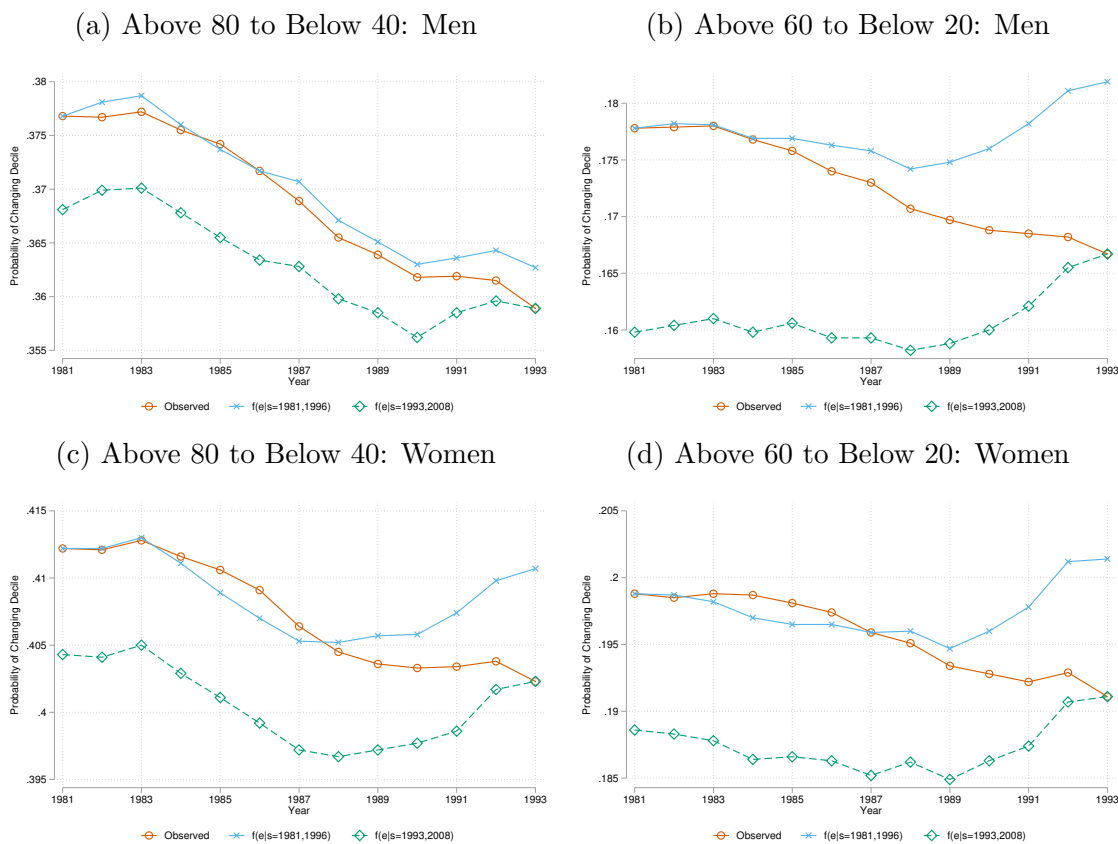 (a) Above 80 to Below 40: Men
Probability of Changing Decile
.38
.375
.37
.365
.36
.355
1981 1983 1985 1987 1989 1991 1993
Year
Observed f(e|s=1981,1996) f(e|s=1993,2008)
(b) Above 60 to Below 20: Men
Probability of Changing Decile
.18
.175
.17
.165
.16
1981 1983 1985 1987 1989 1991 1993
Year
Observed f(e|s=1981,1996) f(e|s=1993,2008)
(c) Above 80 to Below 40: Women
Probability of Changing Decile
.415
.41
.405
.4
.395
1981 1983 1985 1987 1989 1991 1993
Year
Observed f(e|s=1981,1996) f(e|s=1993,2008)
(d) Above 60 to Below 20: Women
Probability of Changing Decile
.205
.2
.195
.19
.185
1981 1983 1985 1987 1989 1991 1993
Year
Observed f(e|s=1981,1996) f(e|s=1993,2008)